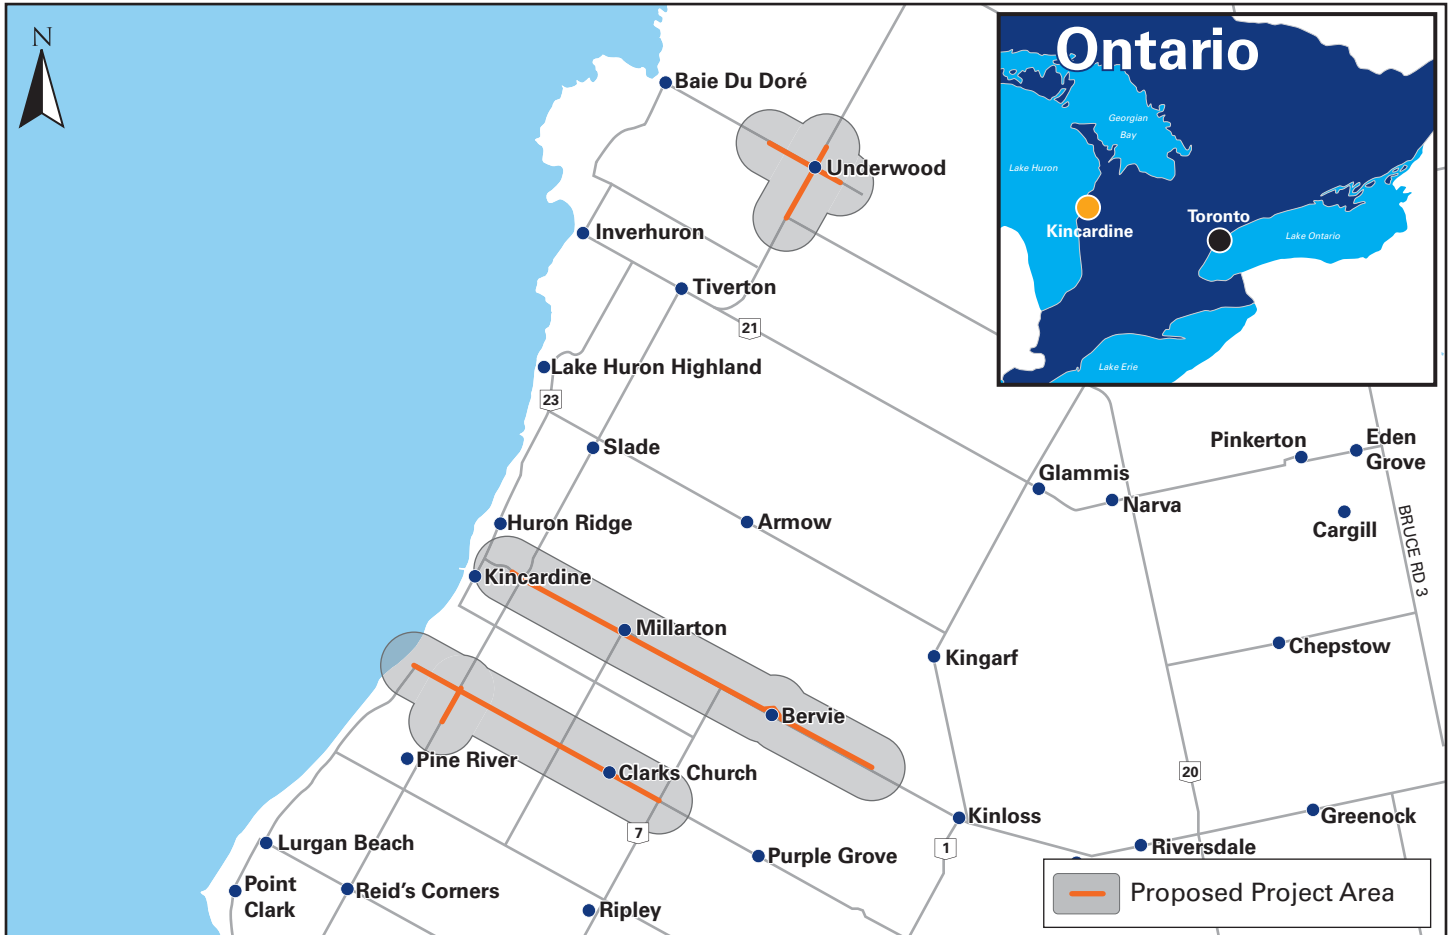 N
Baie Du Doré
Underwood
Inverhuron
Tiverton
21
Lake Huron Highland
23
Slade
Huron Ridge
Armow
Kincardine
Millarton
Bervie
Kingarf
Pine River
Clarks Church
7
Kinloss
1
Purple Grove
Lurgan Beach
Point
Clark
Reid's Corners
Ripley
Ontario
Georgian
Bay
Lake Huron
Kincardine
Toronto
Lake Ontario
Lake Erie
Glammis
Narva
Pinkerton
Eden
Grove
Cargill
BRUCE RD 3
Chepstow
20
Greenock
Riversdale
Proposed Project Area